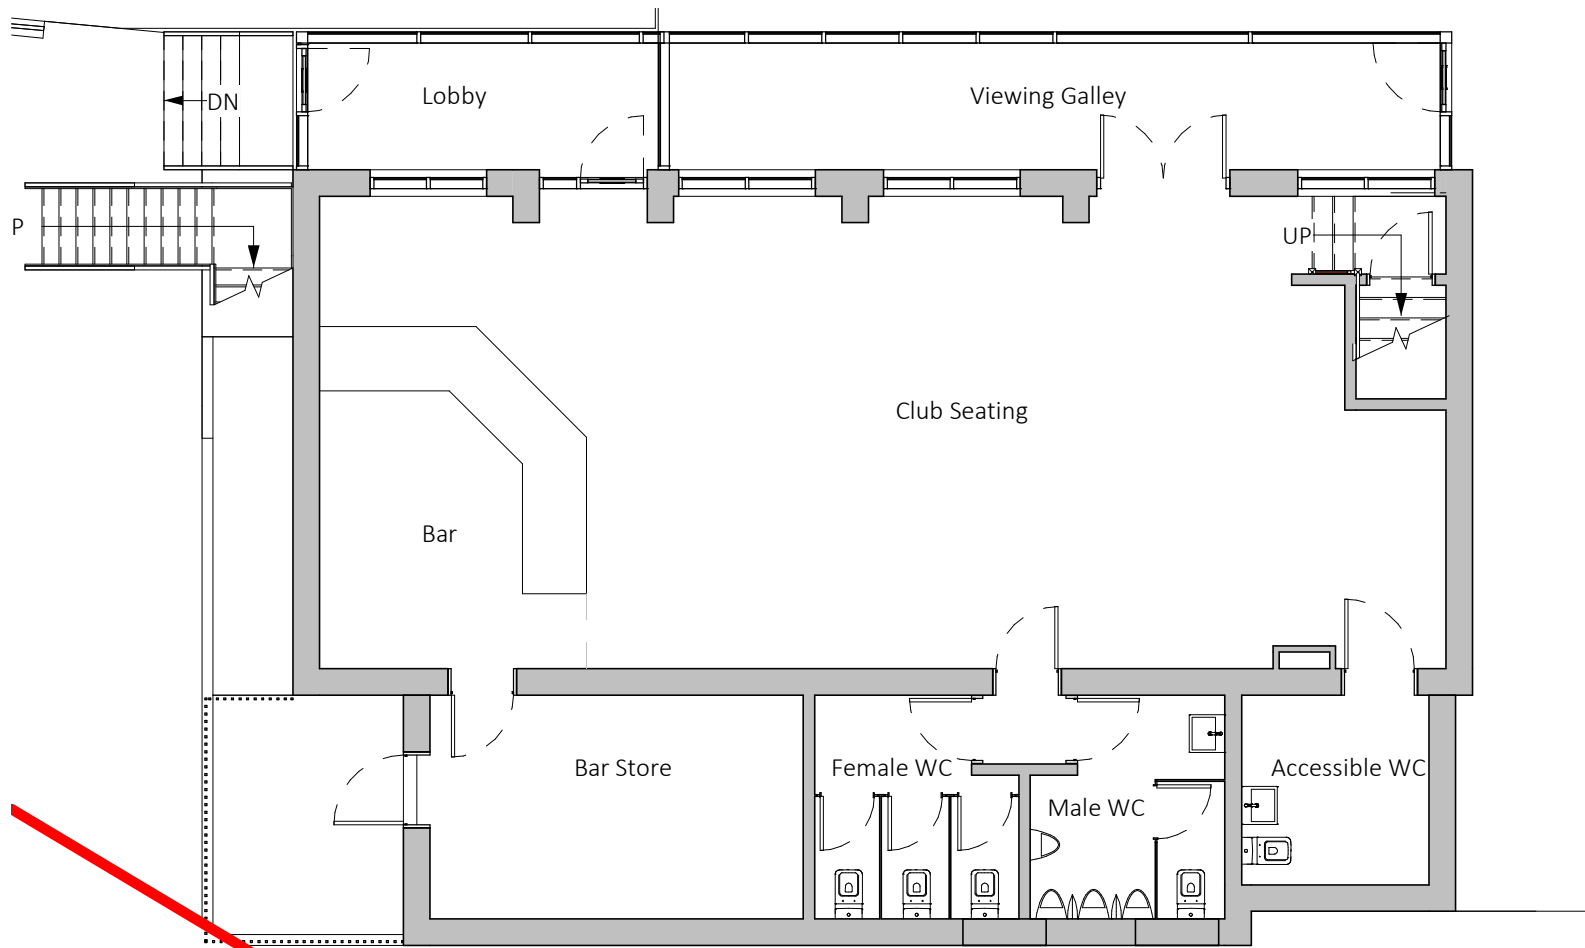 Lobby
Viewing Galley
DN
P
UP
Club Seating
Bar
Bar Store
Female WC
Accessible WC
Male WC